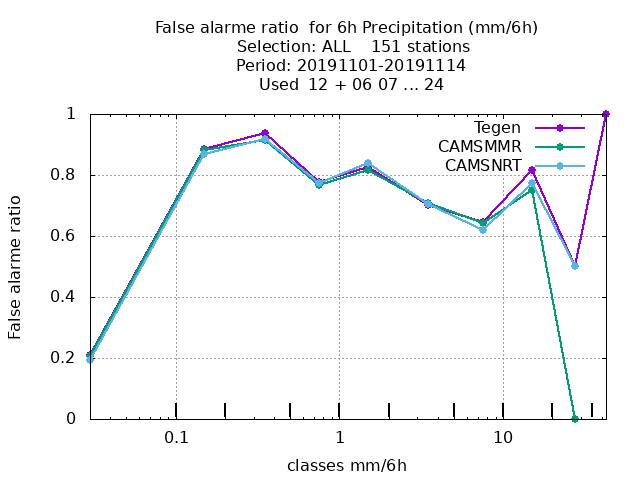 False alarme ratio  for 6h Precipitation (mm/6h)
Selection: ALL    151 stations
Period: 20191101-20191114
Used  12 + 06 07 ... 24
Tegen
CAMSMMR
CAMSNRT
1
0.8
0.6
0.4
0.2
0
False alarme ratio
0.1 1 10
classes mm/6h